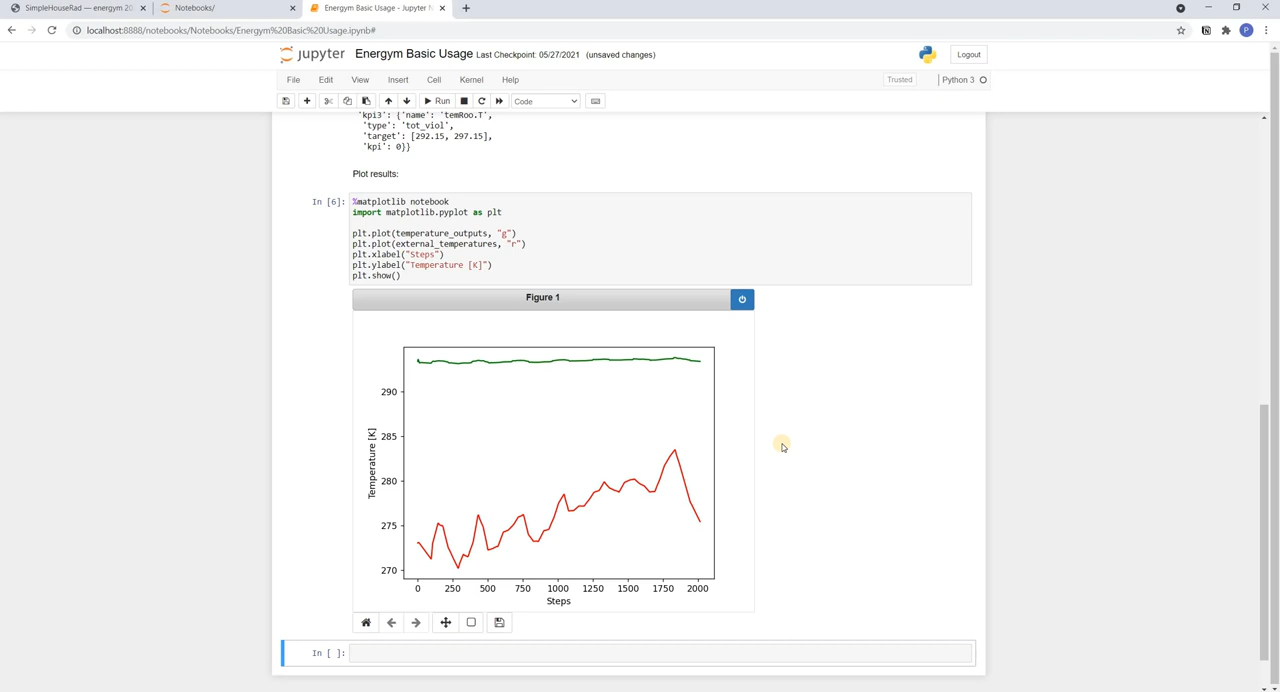 SimpleHouseRad — energym 20
Notebooks/
Energym Basic Usage - Jupyter N
localhost:8888/notebooks/Notebooks/Energym%20Basic%20Usage.ipynb#
P
jupyter Energym Basic Usage Last Checkpoint: 05/27/2021 (unsaved changes)
Logout
File Edit View Insert Cell Kernel Help
Trusted
Python 3
Run
Code
'kpi3': {'name': 'temRoo.T',
'type': 'tot_viol',
'target': [292.15, 297.15],
'kpi': 0}}
Plot results:
In [6]:
%matplotlib notebook
import matplotlib.pyplot as plt
plt.plot(temperature_outputs, "g")
plt.plot(external_temperatures, "r")
plt.xlabel("Steps")
plt.ylabel("Temperature [K]")
plt.show()
Figure 1
290
285
280
275
270
Temperature [K]
0 250 500 750 1000 1250 1500 1750 2000
Steps
In [ ]: